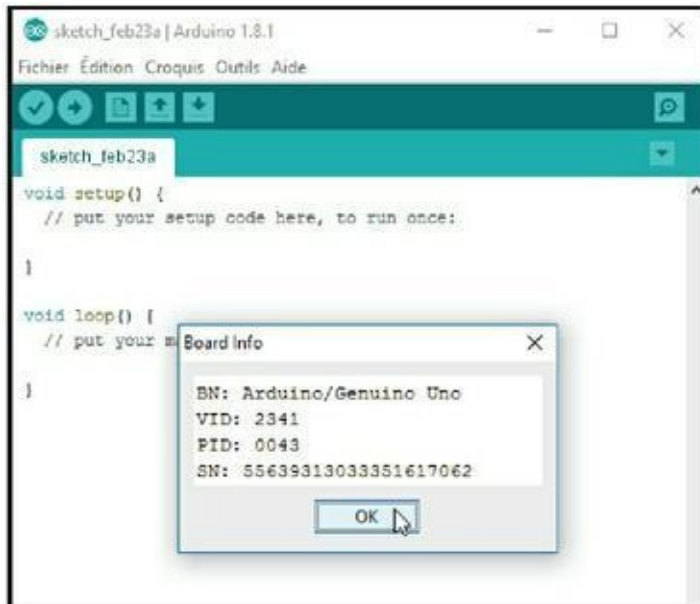 sketch_feb23a | Arduino 1.8.1
Fichier Édition Croquis Outils Aide
sketch_feb23a
void setup() {
// put your setup code here, to run once:
}
void loop() {
// put your m
}
Board Info
BN: Arduino/Genuino Uno
VID: 2341
PID: 0043
SN: 55639313033351617062
OK